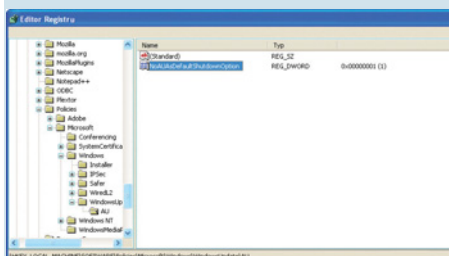 Editor Registru
Name Typ
Mozilla
mozilla.org
MozillaPlugins
Netscape
Notepad++
ODBC
Plextor
Policies
Adobe
Microsoft
Conferencing
SystemCertifica
Windows
Installer
IPSec
Safer
WiredL2
WindowsUp
AU
Windows NT
WindowsMediaP
(Standard) REG_SZ
NoAUAsDefaultShutdownOption REG_DWORD 0x00000001 (1)